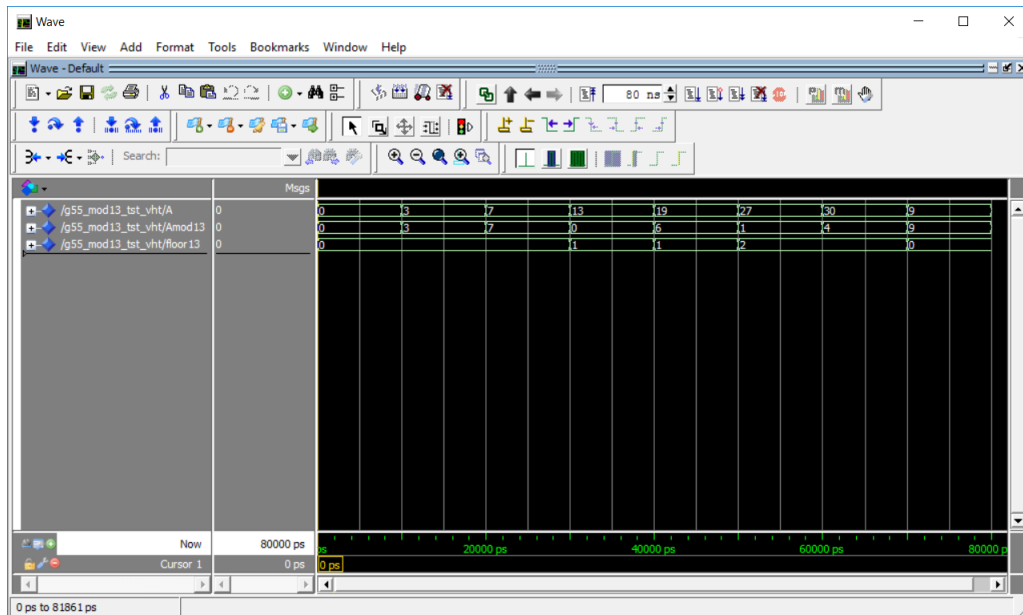 Wave
File Edit View Add Format Tools Bookmarks Window Help
Wave - Default
80 ns
Search:
Msgs
/g55_mod13_tst_vht/A 0 0 3 7 13 19 27 30 9
/g55_mod13_tst_vht/Amod13 0 0 3 7 0 6 1 4 9
/g55_mod13_tst_vht/floor13 0 0 1 1 2 0
Now 80000 ps ps 20000 ps 40000 ps 60000 ps 80000 p
Cursor 1 0 ps 0 ps
0 ps to 81861 ps